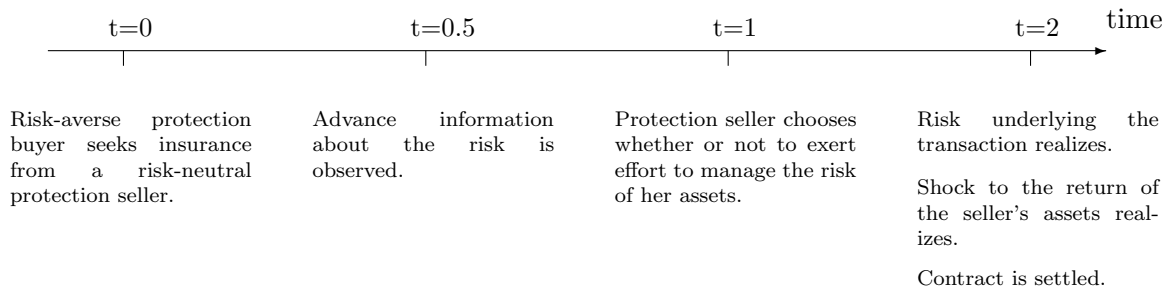 time
t=0
t=0.5
t=1
t=2
Risk-averse protection
buyer seeks insurance
from a risk-neutral
protection seller.
Advance information
about the risk is
observed.
Protection seller chooses
whether or not to exert
effort to manage the risk
of her assets.
Risk underlying the
transaction realizes.
Shock to the return of
the seller's assets real-
izes.
Contract is settled.